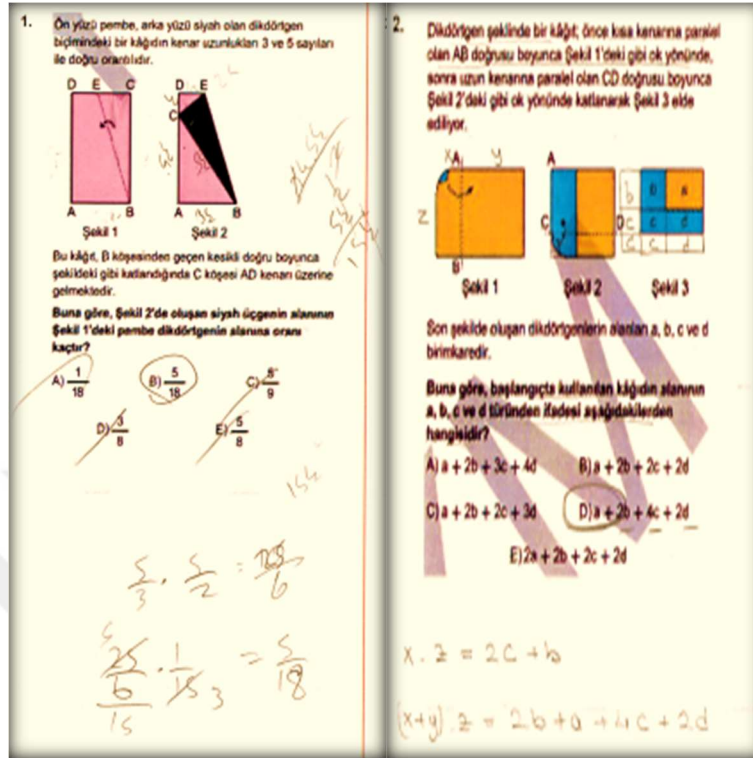 1.
Ön yüzü pembe, arka yüzü siyah olan dikdörtgen
biçimindeki bir kâğıdın kenar uzunlukları 3 ve 5 sayıları
ile doğru orantılıdır.
D E C
D E
C
A B
A B
Şekil 1
Şekil 2
Bu kâğıt, B köşesinden geçen kesikli doğru boyunca
şekildeki gibi katlandığında C köşesi AD kenarı üzerine
gelmektedir.
Buna göre, Şekil 2'de oluşan siyah üçgenin alanının
Şekil 1'deki pembe dikdörtgenin alanına oranı
kaçtır?
A) 1/18
B) 5/18
C) 5/9
D) 3/8
E) 5/8
5/3 . 5/2 = 25/6
25/6 . 1/15 = 5/18
15
3
2.
Dikdörtgen şeklinde bir kâğıt; önce kısa kenarına paralel
olan AB doğrusu boyunca Şekil 1'deki gibi ok yönünde,
sonra uzun kenarına paralel olan CD doğrusu boyunca
Şekil 2'deki gibi ok yönünde katlanarak Şekil 3 elde
ediliyor.
x A y
z
B
A
C D
b b a
c c d
c c d
Şekil 1
Şekil 2
Şekil 3
Son şekilde oluşan dikdörtgenlerin alanları a, b, c ve d
birimkaredir.
Buna göre, başlangıçta kullanılan kâğıdın alanının
a, b, c ve d türünden ifadesi aşağıdakilerden
hangisidir?
A) a + 2b + 3c + 4d
B) a + 2b + 2c + 2d
C) a + 2b + 2c + 3d
D) a + 2b + 4c + 2d
E) 2a + 2b + 2c + 2d
x . z = 2c + b
(x+y) . z = 2b + a + 4c + 2d